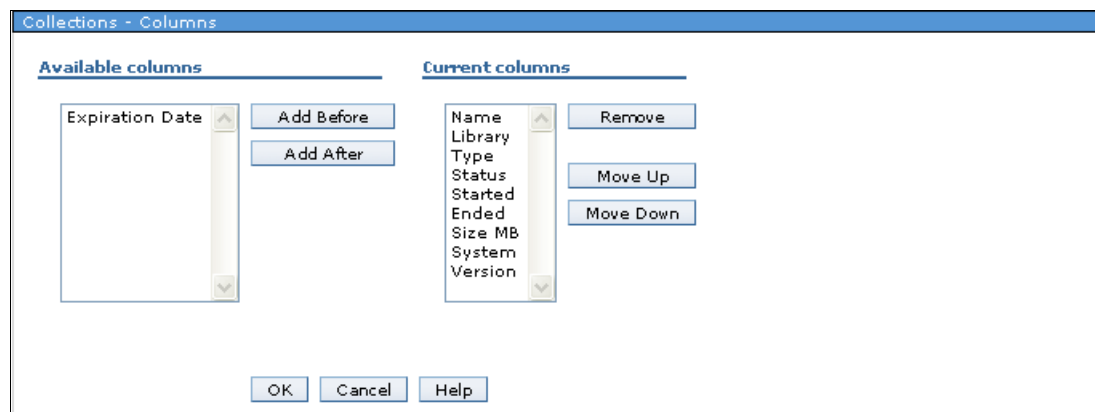 Collections - Columns
Available columns
Current columns
Expiration Date
Add Before
Add After
Name
Library
Type
Status
Started
Ended
Size MB
System
Version
Remove
Move Up
Move Down
OK
Cancel
Help